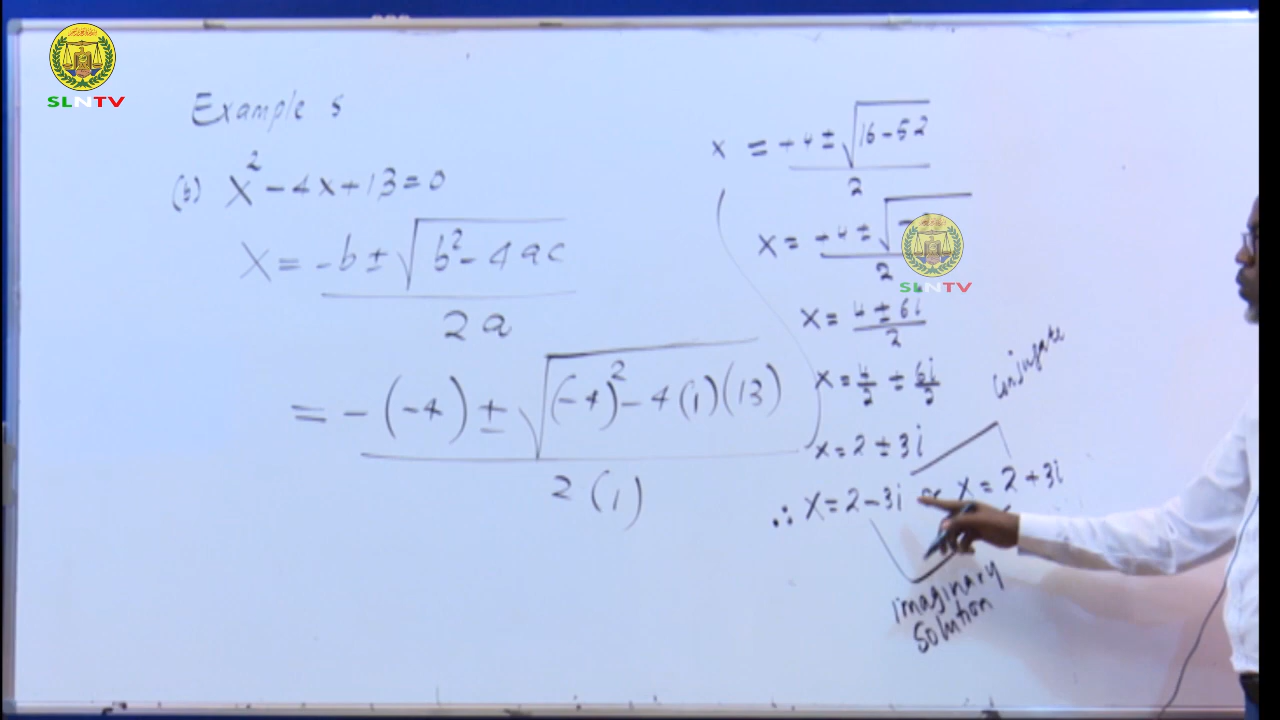 SLNTV
Example 5
(b) x² - 4x + 13 = 0
x = -b ± √(b² - 4ac)
2a
= -(-4) ± √((-4)² - 4(1)(13))
2(1)
x = +4 ± √(16 - 52)
2
x = +4 ± √-
2
SLNTV
x = 4 ± 6i
2
x = 4/2 ± 6i/2
Conjugate
x = 2 ± 3i
∴ x = 2 - 3i or x = 2 + 3i
imaginary
Solution